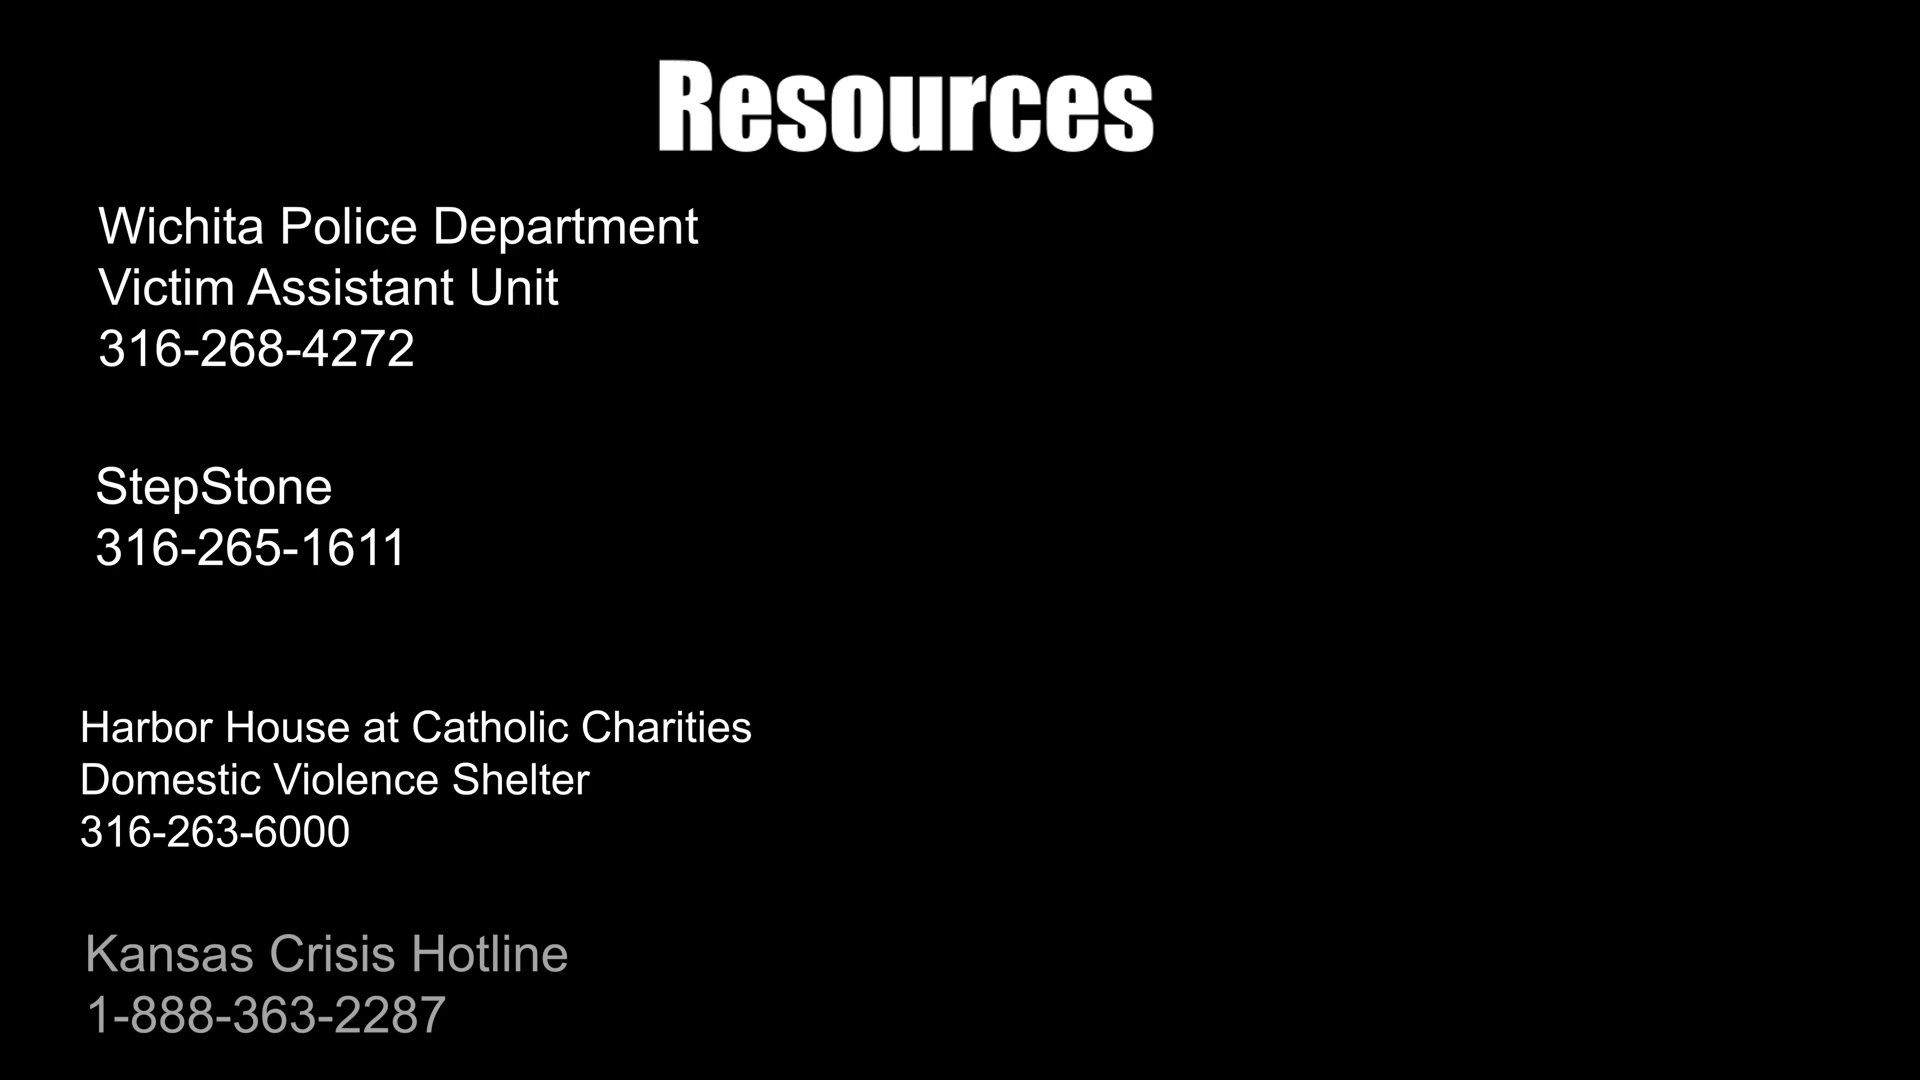 Resources
Wichita Police Department
Victim Assistant Unit
316-268-4272
StepStone
316-265-1611
Harbor House at Catholic Charities
Domestic Violence Shelter
316-263-6000
Kansas Crisis Hotline
1-888-363-2287